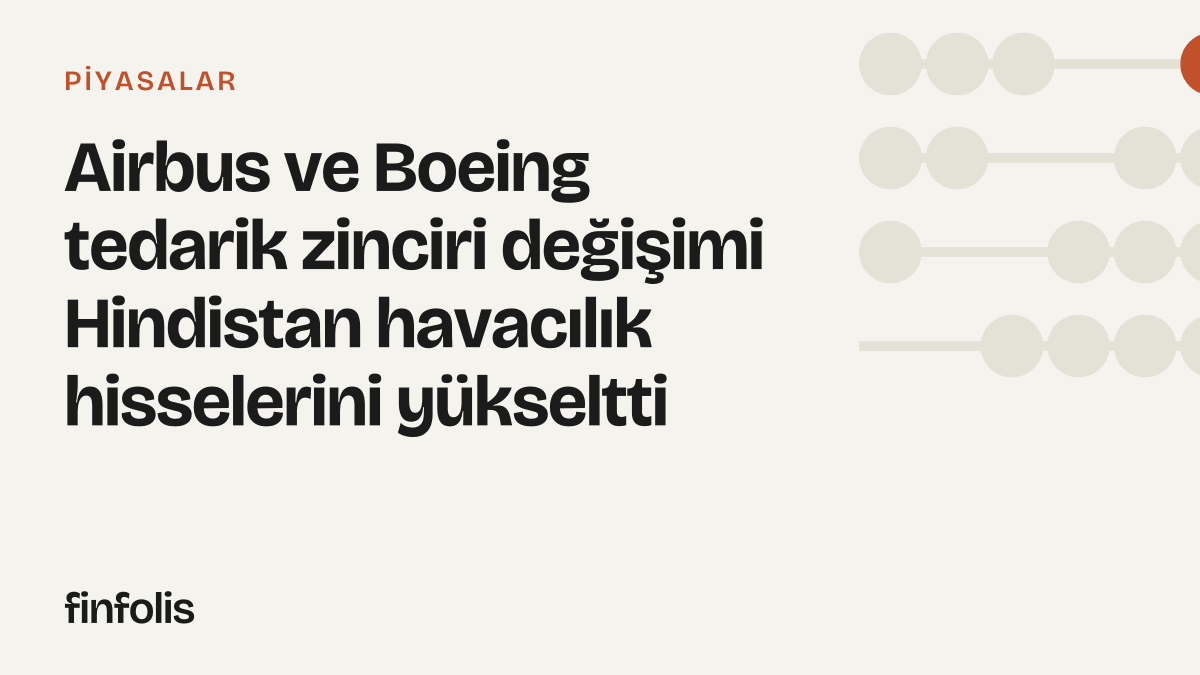 PİYASALAR
Airbus ve Boeing
tedarik zinciri değişimi
Hindistan havacılık
hisselerini yükseltti
finfolis